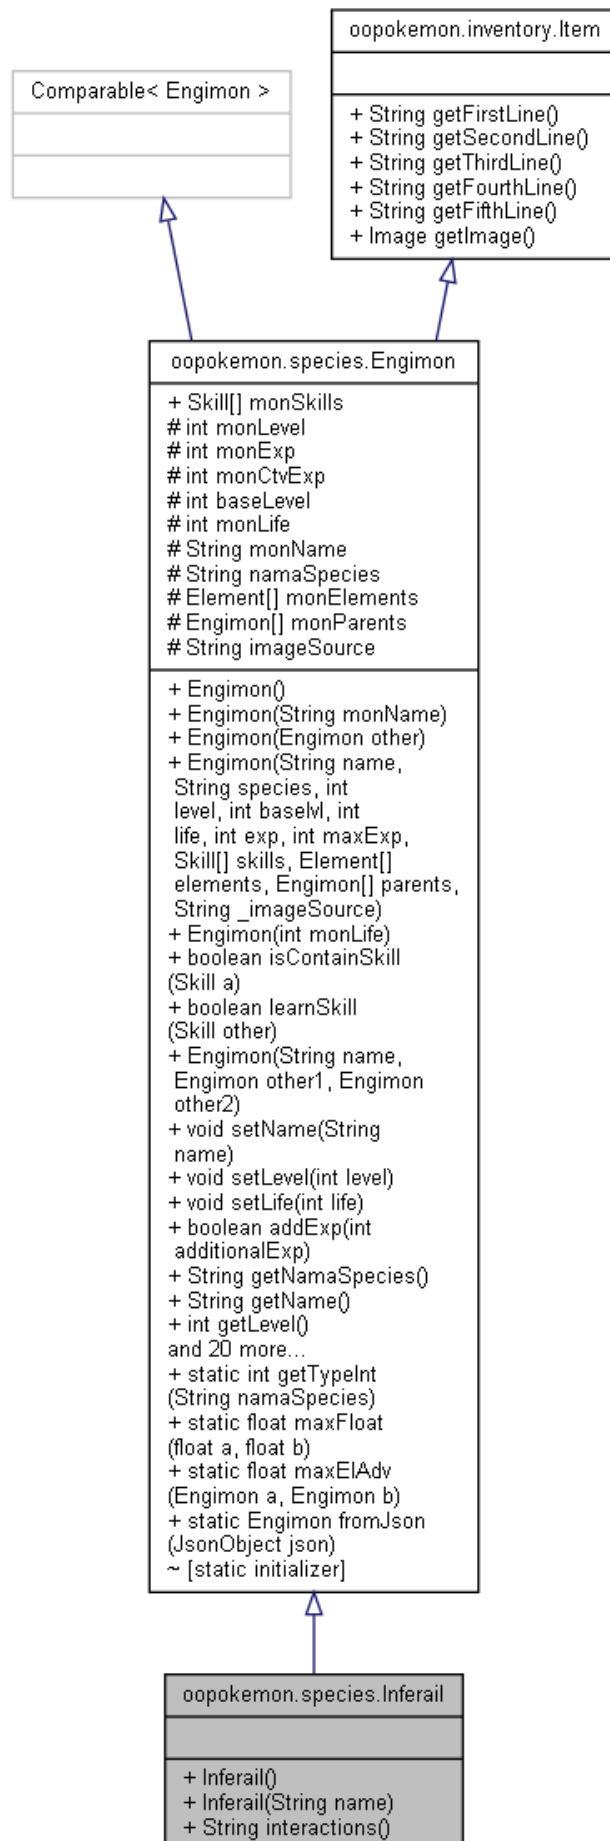 oopokemon.inventory.Item
+ String getFirstLine()
+ String getSecondLine()
+ String getThirdLine()
+ String getFourthLine()
+ String getFifthLine()
+ Image getImage()
Comparable< Engimon >
oopokemon.species.Engimon
+ Skill[] monSkills
# int monLevel
# int monExp
# int monCtvExp
# int baseLevel
# int monLife
# String monName
# String namaSpecies
# Element[] monElements
# Engimon[] monParents
# String imageSource
+ Engimon()
+ Engimon(String monName)
+ Engimon(Engimon other)
+ Engimon(String name,
String species, int
level, int baselvl, int
life, int exp, int maxExp,
Skill[] skills, Element[]
elements, Engimon[] parents,
String _imageSource)
+ Engimon(int monLife)
+ boolean isContainSkill
(Skill a)
+ boolean learnSkill
(Skill other)
+ Engimon(String name,
Engimon other1, Engimon
other2)
+ void setName(String
name)
+ void setLevel(int level)
+ void setLife(int life)
+ boolean addExp(int
additionalExp)
+ String getNamaSpecies()
+ String getName()
+ int getLevel()
and 20 more...
+ static int getTypeInt
(String namaSpecies)
+ static float maxFloat
(float a, float b)
+ static float maxElAdv
(Engimon a, Engimon b)
+ static Engimon fromJson
(JsonObject json)
~ [static initializer]
oopokemon.species.Inferail
+ Inferail()
+ Inferail(String name)
+ String interactions()